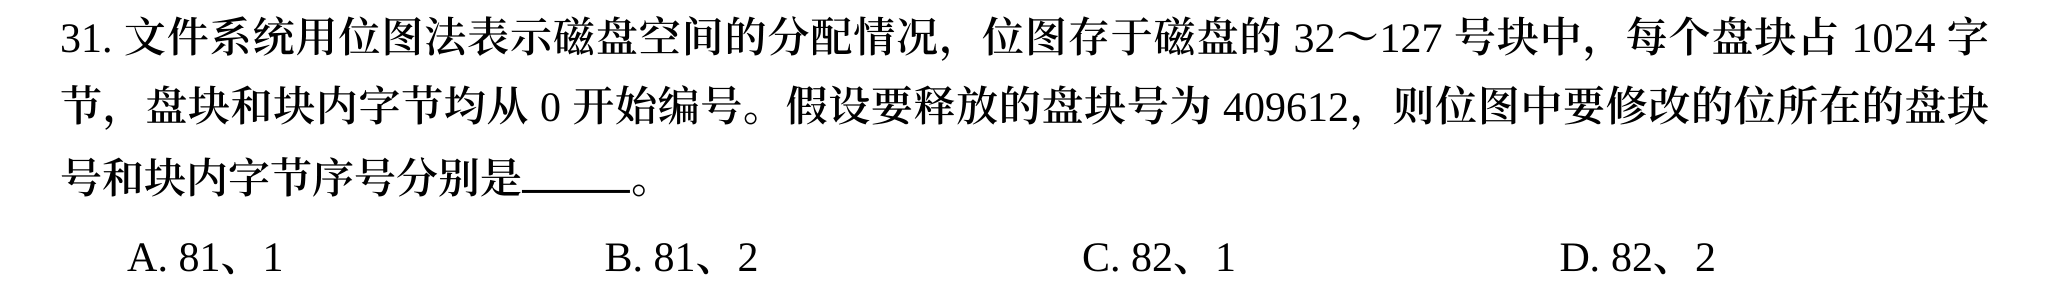 31. 文件系统用位图法表示磁盘空间的分配情况，位图存于磁盘的 32～127 号块中，每个盘块占 1024 字
节，盘块和块内字节均从 0 开始编号。假设要释放的盘块号为 409612，则位图中要修改的位所在的盘块
号和块内字节序号分别是_____。
A. 81、1 B. 81、2 C. 82、1 D. 82、2